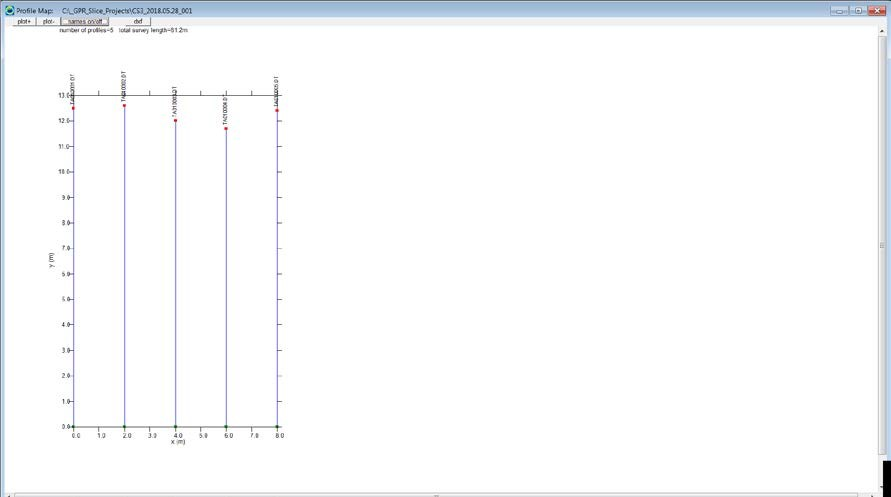 Profile Map: C:\_GPR_Slice_Projects\CS3_2018.05.28_001
plot+ plot- names on/off dxf
number of profiles=5 total survey length=61.2m
13.0
12.0
11.0
10.0
9.0
8.0
7.0
6.0
5.0
4.0
3.0
2.0
1.0
0.0
y (m)
0.0 1.0 2.0 3.0 4.0 5.0 6.0 7.0 8.0
x (m)